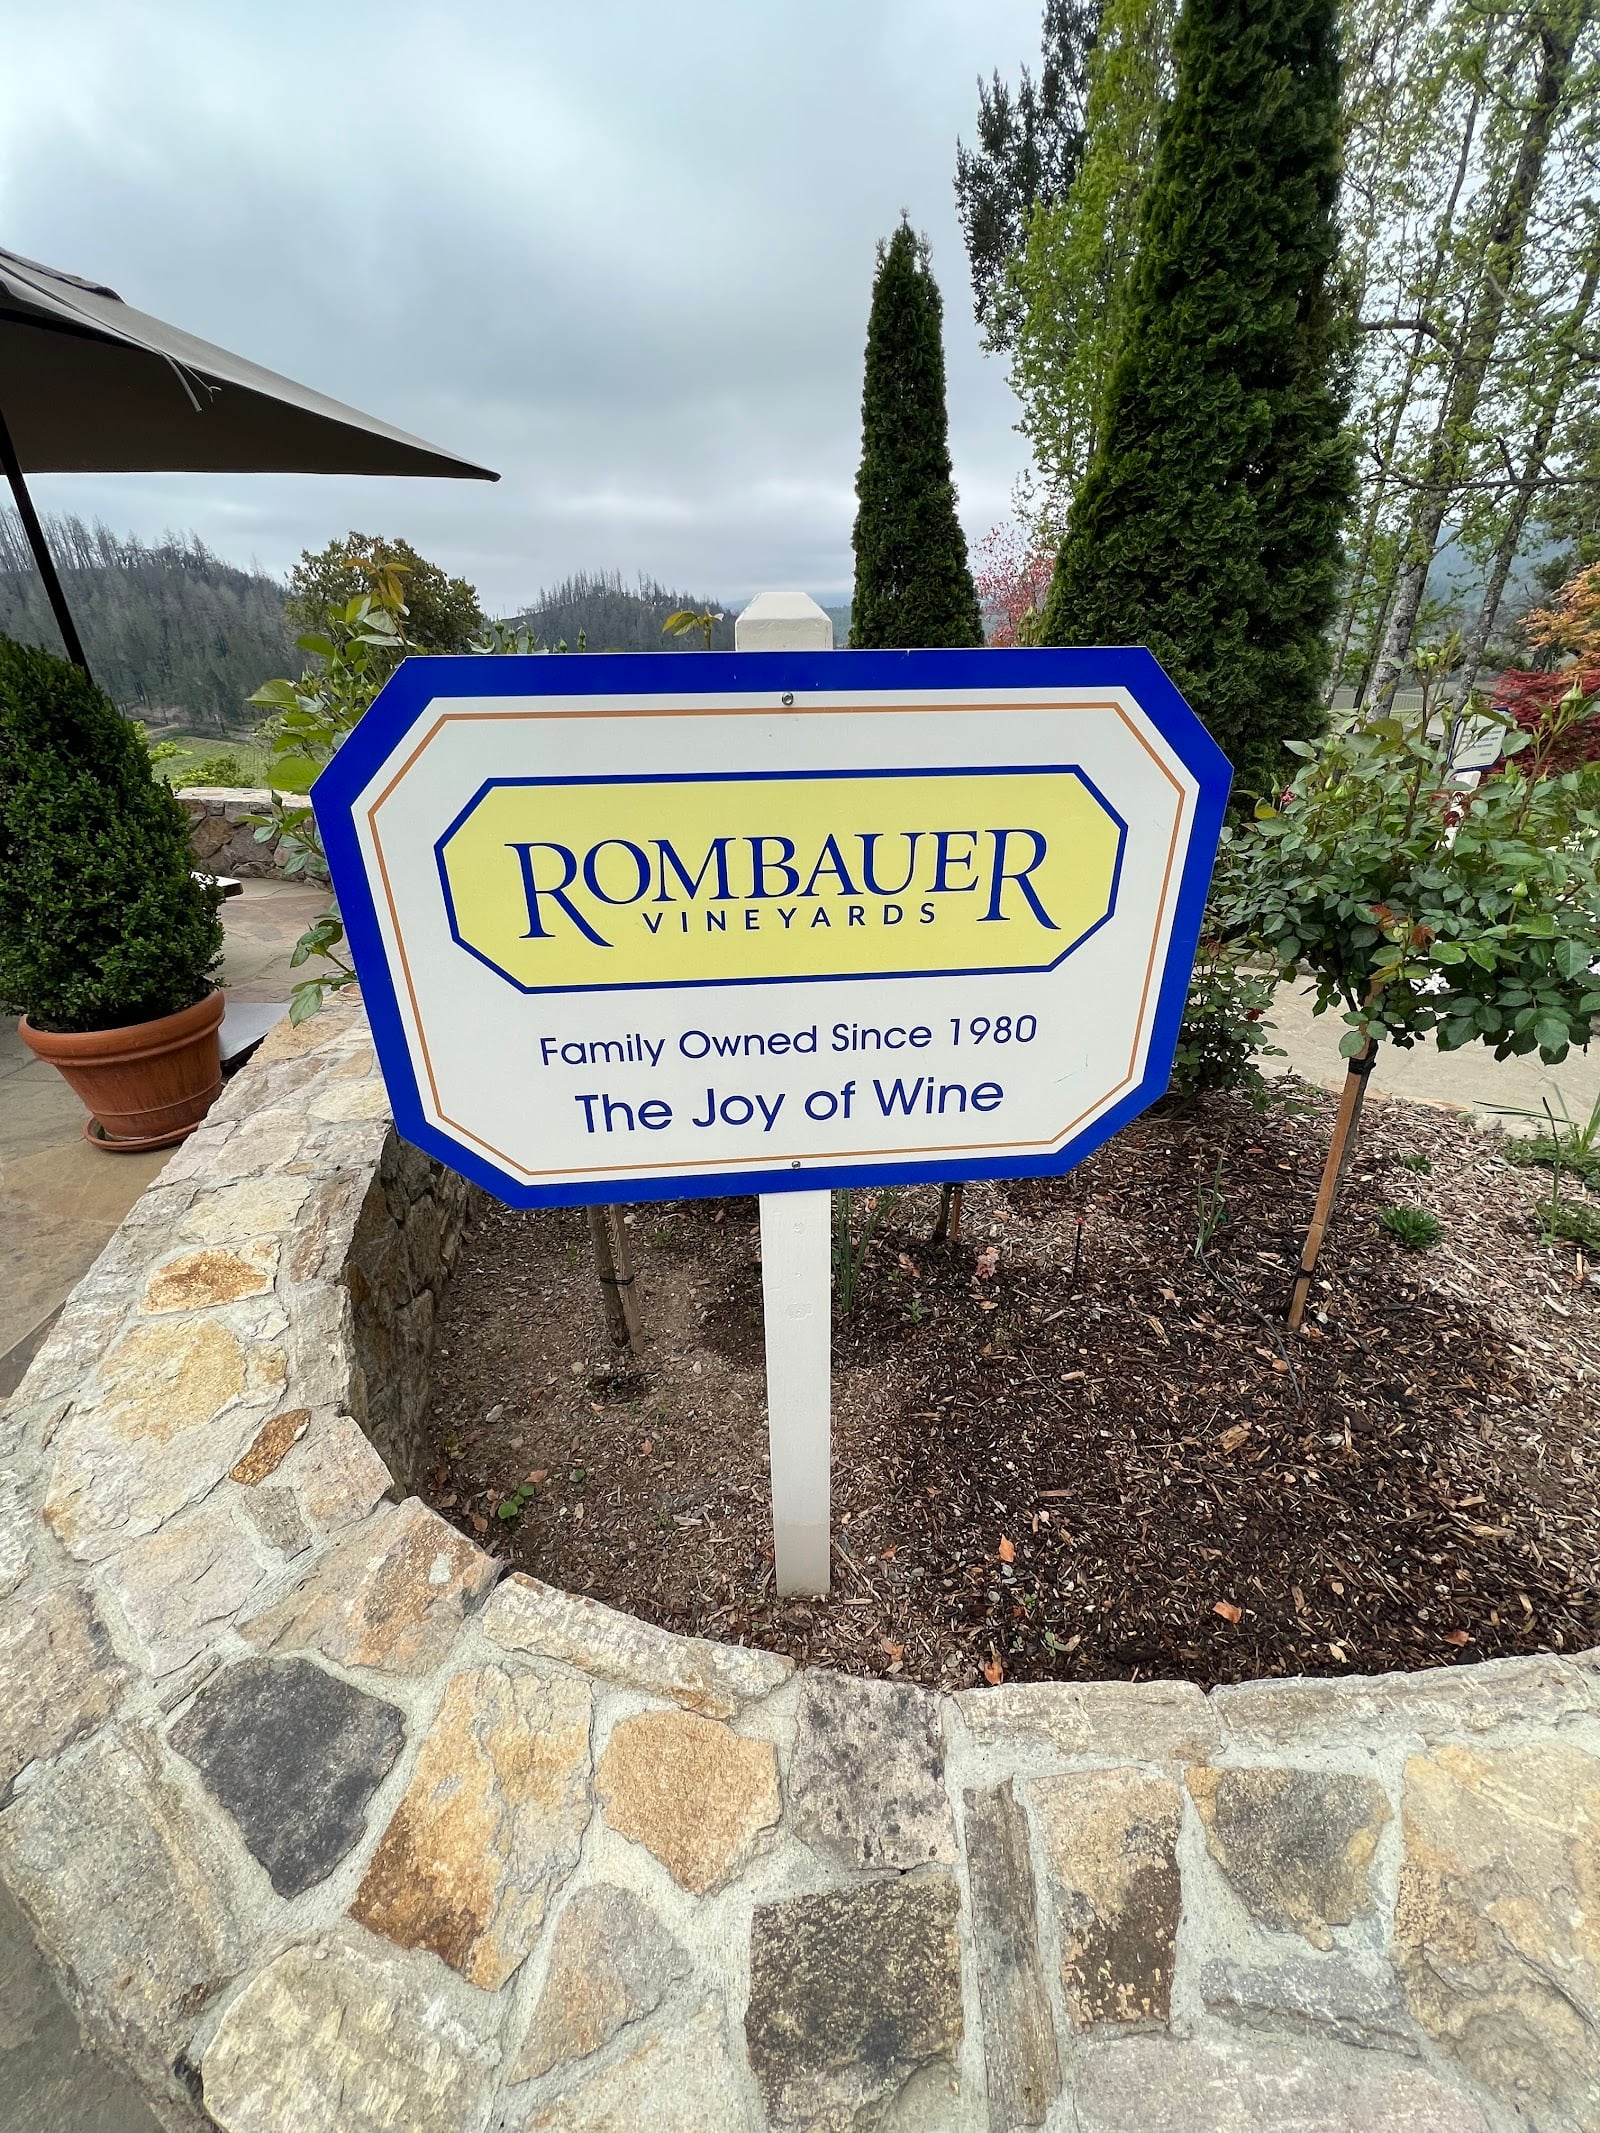 ROMBAUER
VINEYARDS
Family Owned Since 1980
The Joy of Wine